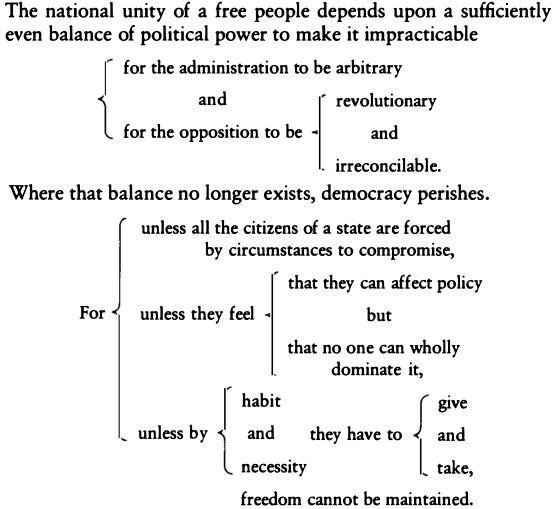 The national unity of a free people depends upon a sufficiently
even balance of political power to make it impracticable
for the administration to be arbitrary
and
for the opposition to be
revolutionary
and
irreconcilable.
Where that balance no longer exists, democracy perishes.
For
unless all the citizens of a state are forced
by circumstances to compromise,
unless they feel
that they can affect policy
but
that no one can wholly
dominate it,
unless by
habit
and
necessity
they have to
give
and
take,
freedom cannot be maintained.